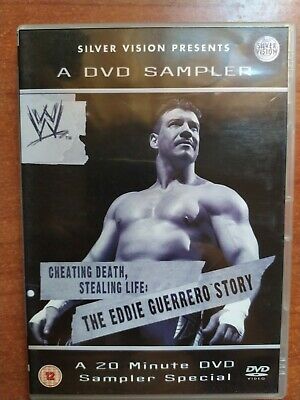 SILVER VISION PRESENTS
SILVER VISION
A DVD SAMPLER
W
TM
CHEATING DEATH,
STEALING LIFE:
THE EDDIE GUERRERO STORY
A 20 Minute DVD
Sampler Special
12
DVD
VIDEO